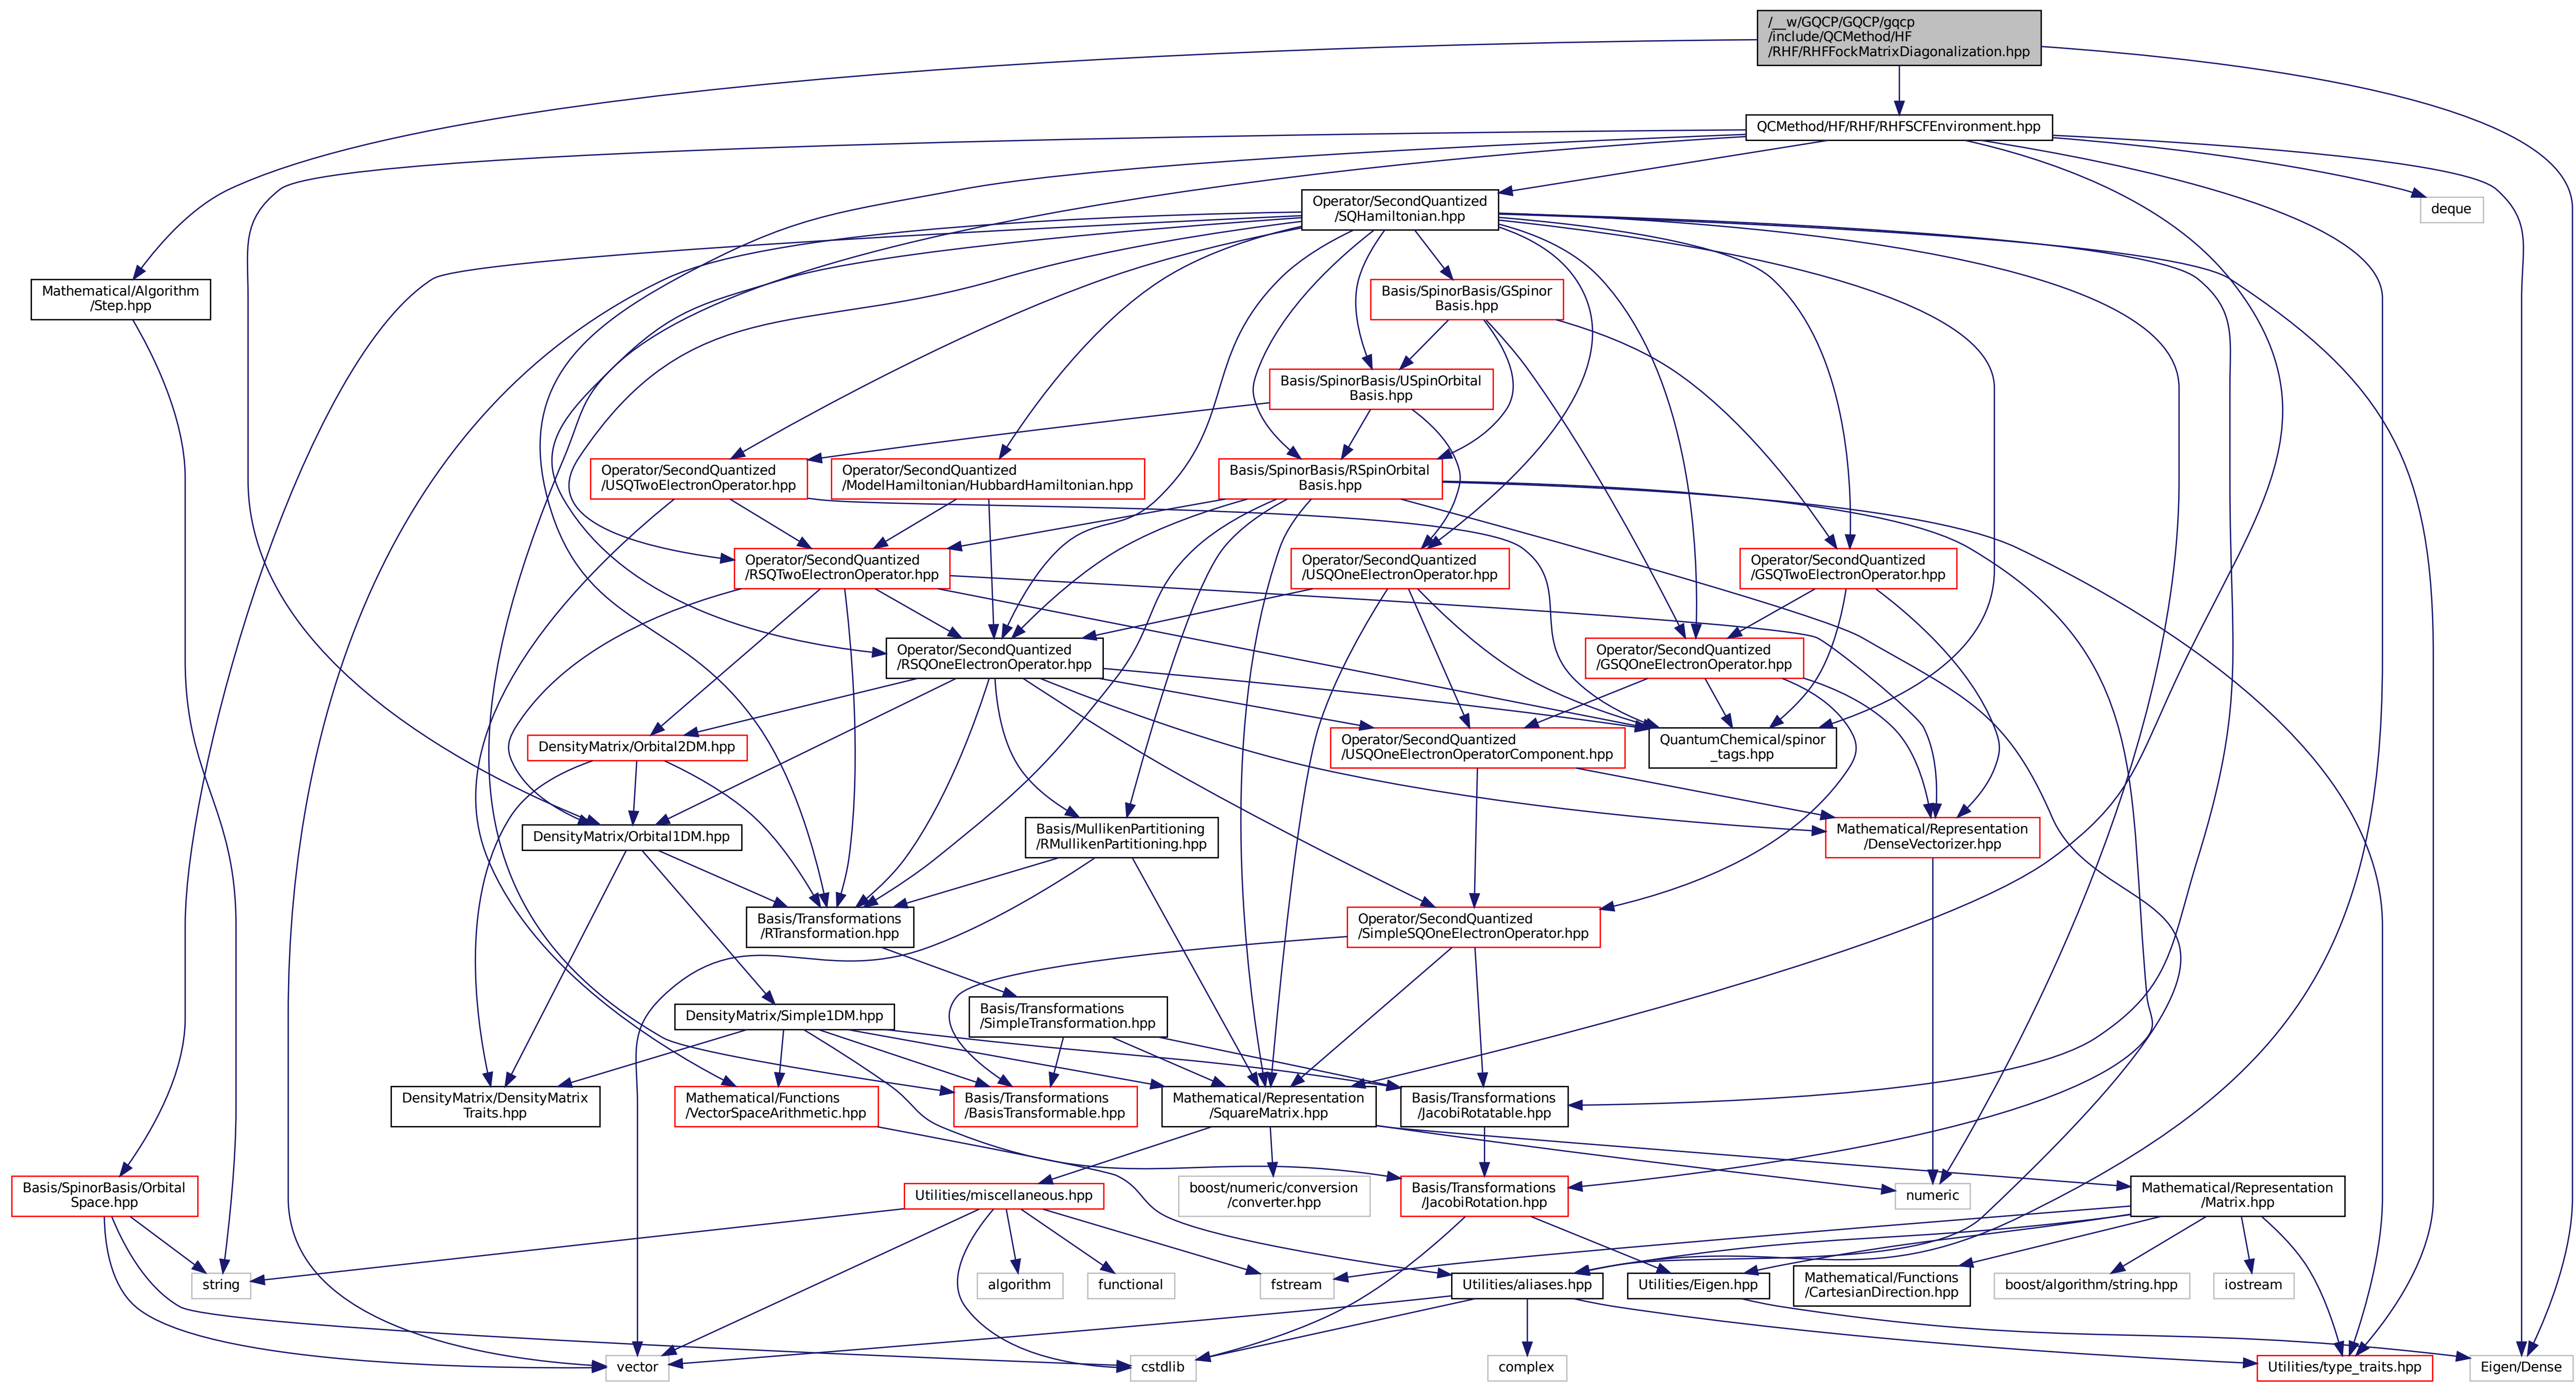 /__w/GQCP/GQCP/gqcp
/include/QCMethod/HF
/RHF/RHFFockMatrixDiagonalization.hpp
QCMethod/HF/RHF/RHFSCFEnvironment.hpp
Operator/SecondQuantized
/SQHamiltonian.hpp
deque
Mathematical/Algorithm
/Step.hpp
Basis/SpinorBasis/GSpinor
Basis.hpp
Basis/SpinorBasis/USpinOrbital
Basis.hpp
Operator/SecondQuantized
/USQTwoElectronOperator.hpp
Operator/SecondQuantized
/ModelHamiltonian/HubbardHamiltonian.hpp
Basis/SpinorBasis/RSpinOrbital
Basis.hpp
Operator/SecondQuantized
/RSQTwoElectronOperator.hpp
Operator/SecondQuantized
/USQOneElectronOperator.hpp
Operator/SecondQuantized
/GSQTwoElectronOperator.hpp
Operator/SecondQuantized
/RSQOneElectronOperator.hpp
Operator/SecondQuantized
/GSQOneElectronOperator.hpp
DensityMatrix/Orbital2DM.hpp
Operator/SecondQuantized
/USQOneElectronOperatorComponent.hpp
QuantumChemical/spinor
_tags.hpp
DensityMatrix/Orbital1DM.hpp
Basis/MullikenPartitioning
/RMullikenPartitioning.hpp
Mathematical/Representation
/DenseVectorizer.hpp
Basis/Transformations
/RTransformation.hpp
Operator/SecondQuantized
/SimpleSQOneElectronOperator.hpp
DensityMatrix/Simple1DM.hpp
Basis/Transformations
/SimpleTransformation.hpp
DensityMatrix/DensityMatrix
Traits.hpp
Mathematical/Functions
/VectorSpaceArithmetic.hpp
Basis/Transformations
/BasisTransformable.hpp
Mathematical/Representation
/SquareMatrix.hpp
Basis/Transformations
/JacobiRotatable.hpp
Basis/SpinorBasis/Orbital
Space.hpp
Utilities/miscellaneous.hpp
boost/numeric/conversion
/converter.hpp
Basis/Transformations
/JacobiRotation.hpp
numeric
Mathematical/Representation
/Matrix.hpp
string
algorithm
functional
fstream
Utilities/aliases.hpp
Utilities/Eigen.hpp
Mathematical/Functions
/CartesianDirection.hpp
boost/algorithm/string.hpp
iostream
vector
cstdlib
complex
Utilities/type_traits.hpp
Eigen/Dense